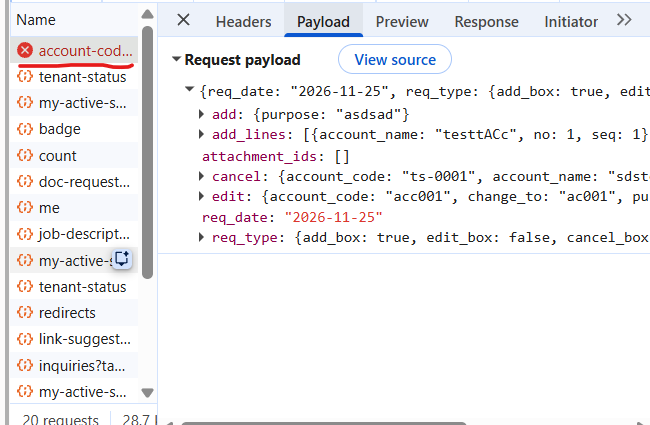 Name
account-cod...
tenant-status
my-active-s...
badge
count
doc-request...
me
job-descript...
my-active-s
tenant-status
redirects
link-suggest...
inquiries?ta...
my-active-s...
20 requests
28.7
Headers
Payload
Preview
Response
Initiator
Request payload
View source
{req_date: "2026-11-25", req_type: {add_box: true, edit
add: {purpose: "asdsad"}
add_lines: [{account_name: "testtACc", no: 1, seq: 1}
attachment_ids: []
cancel: {account_code: "ts-0001", account_name: "sdst
edit: {account_code: "acc001", change_to: "ac001", pu
req_date: "2026-11-25"
req_type: {add_box: true, edit_box: false, cancel_box